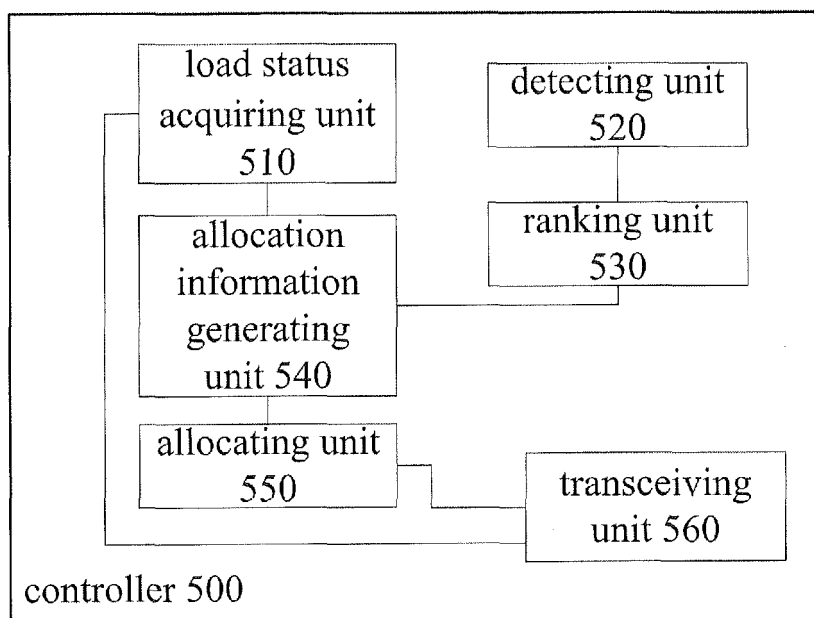 load status
acquiring unit
510
detecting unit
520
allocation
information
generating
unit 540
ranking unit
530
allocating unit
550
transceiving
unit 560
controller 500